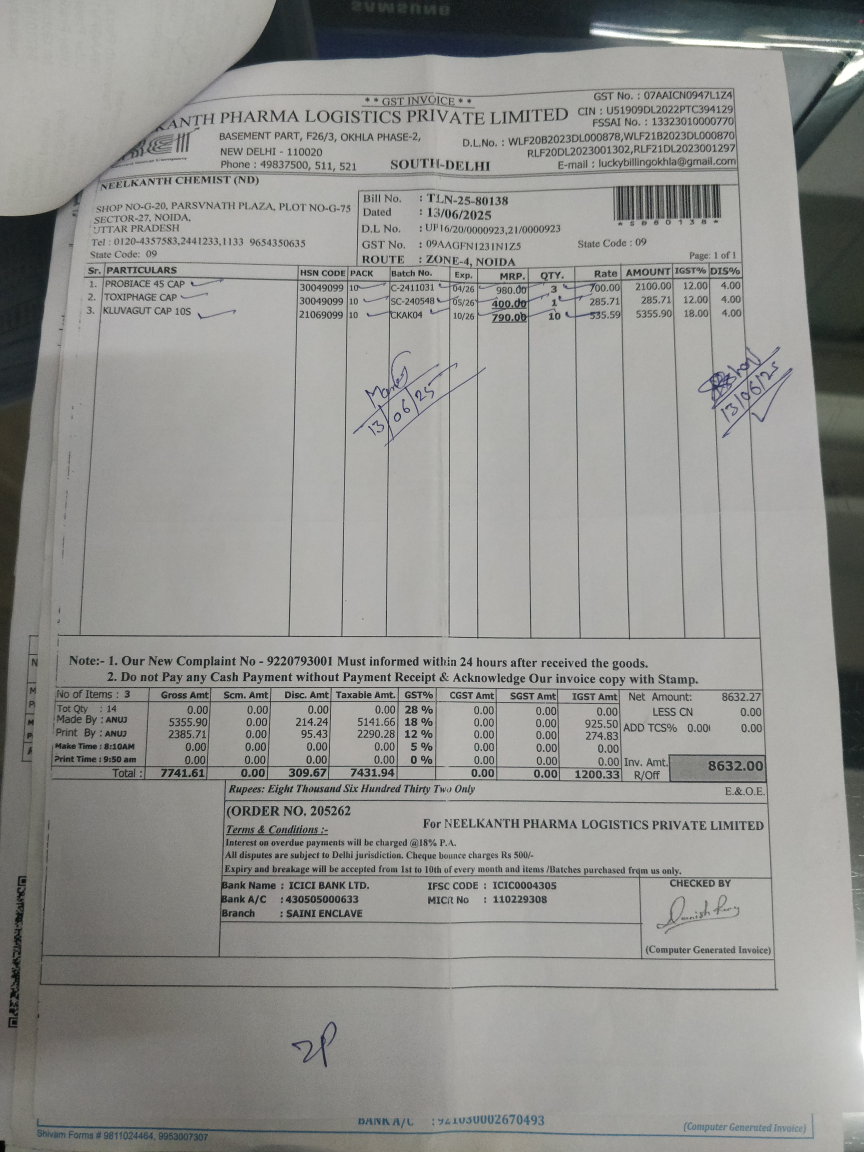 SAMSUNG
* * GST INVOICE * *
GST No. : 07AAICN0947L1Z4
KANTH PHARMA LOGISTICS PRIVATE LIMITED
CIN : U51909DL2022PTC394129
FSSAI No. : 13323010000770
BASEMENT PART, F26/3, OKHLA PHASE-2,
D.L.No. : WLF20B2023DL000878,WLF21B2023DL000870
NEW DELHI - 110020
RLF20DL2023001302,RLF21DL2023001297
Phone : 49837500, 511, 521
SOUTH-DELHI
E-mail : luckybillingokhla@gmail.com
NEELKANTH CHEMIST (ND)
SHOP NO-G-20, PARSVNATH PLAZA, PLOT NO-G-75
SECTOR-27, NOIDA,
UTTAR PRADESH
Tel : 0120-4357583,2441233,1133 9654350635
State Code: 09
Bill No. : TLN-25-80138
Dated : 13/06/2025
D.L No. : UP16/20/0000923,21/0000923
GST No. : 09AAGFN1231N1Z5
State Code : 09
ROUTE : ZONE-4, NOIDA
Page: 1 of 1
Sr. PARTICULARS HSN CODE PACK Batch No. Exp. MRP. QTY. Rate AMOUNT IGST% DIS%
1. PROBIACE 45 CAP 30049099 10 C-2411031 04/26 980.00 3 700.00 2100.00 12.00 4.00
2. TOXIPHAGE CAP 30049099 10 SC-240548 05/26 400.00 1 285.71 285.71 12.00 4.00
3. KLUVAGUT CAP 10S 21069099 10 CKAK04 10/26 790.00 10 535.59 5355.90 18.00 4.00
13/06/25
13/06/25
Note:- 1. Our New Complaint No - 9220793001 Must informed within 24 hours after received the goods.
2. Do not Pay any Cash Payment without Payment Receipt & Acknowledge Our invoice copy with Stamp.
No of Items : 3 Gross Amt Scm. Amt Disc. Amt Taxable Amt. GST% CGST Amt SGST Amt IGST Amt Net Amount: 8632.27
Tot Qty : 14 0.00 0.00 0.00 0.00 28 % 0.00 0.00 0.00 LESS CN 0.00
Made By : ANUJ 5355.90 0.00 214.24 5141.66 18 % 0.00 0.00 925.50 ADD TCS% 0.00 0.00
Print By : ANUJ 2385.71 0.00 95.43 2290.28 12 % 0.00 0.00 274.83
Make Time : 8:10AM 0.00 0.00 0.00 0.00 5 % 0.00 0.00 0.00
Print Time : 9:50 am 0.00 0.00 0.00 0.00 0 % 0.00 0.00 0.00 Inv. Amt. 8632.00
Total : 7741.61 0.00 309.67 7431.94 0.00 0.00 1200.33 R/Off
Rupees: Eight Thousand Six Hundred Thirty Two Only
E.&.O.E.
(ORDER NO. 205262
Terms & Conditions :-
For NEELKANTH PHARMA LOGISTICS PRIVATE LIMITED
Interest on overdue payments will be charged @18% P.A.
All disputes are subject to Delhi jurisdiction. Cheque bounce charges Rs 500/-
Expiry and breakage will be accepted from 1st to 10th of every month and items /Batches purchased from us only.
Bank Name : ICICI BANK LTD. IFSC CODE : ICIC0004305
CHECKED BY
Bank A/C : 430505000633 MICR No : 110229308
Branch : SAINI ENCLAVE
(Computer Generated Invoice)
2P
BANK A/C : 921030002670493
(Computer Generated Invoice)
Shivam Forms # 9811024464, 9953007307